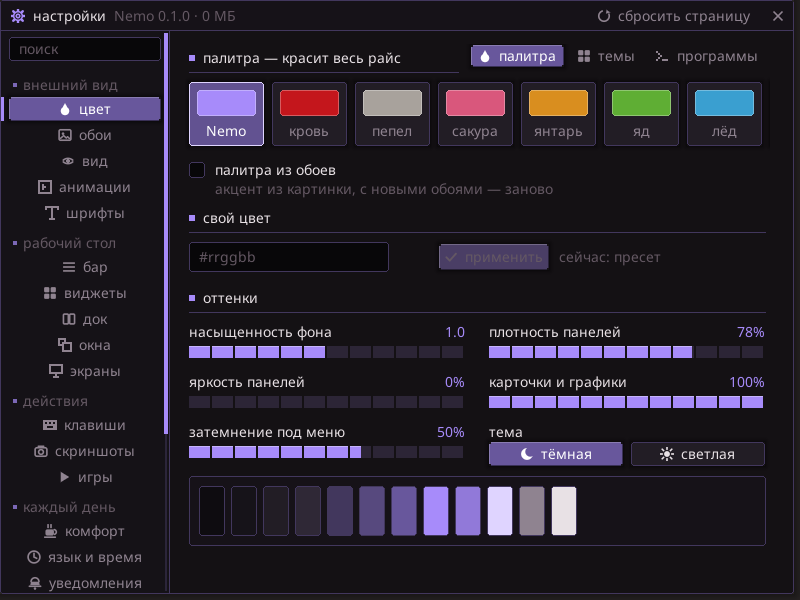 настройки Nemo 0.1.0 · 0 МБ сбросить страницу
поиск
внешний вид
цвет
обои
вид
анимации
шрифты
рабочий стол
бар
виджеты
док
окна
экраны
действия
клавиши
скриншоты
игры
каждый день
комфорт
язык и время
уведомления
палитра — красит весь райс
палитра темы программы
Nemo кровь пепел сакура янтарь яд лёд
палитра из обоев
акцент из картинки, с новыми обоями — заново
свой цвет
#rrggbb применить сейчас: пресет
оттенки
насыщенность фона 1.0 плотность панелей 78%
яркость панелей 0% карточки и графики 100%
затемнение под меню 50% тема
тёмная светлая